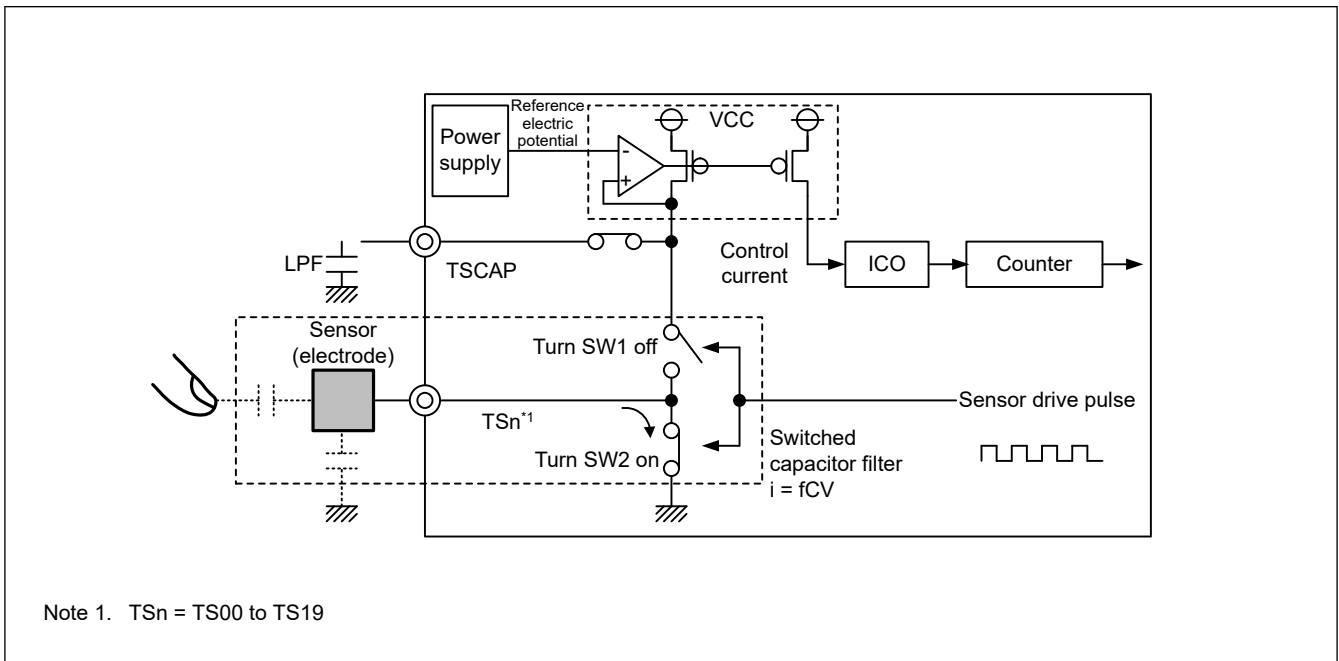 Reference
electric
potential
Power
supply
VCC
-
+
LPF
TSCAP
Control
current
ICO
Counter
Sensor
(electrode)
Turn SW1 off
TSn*1
Turn SW2 on
Sensor drive pulse
Switched
capacitor filter
i = fCV
Note 1. TSn = TS00 to TS19